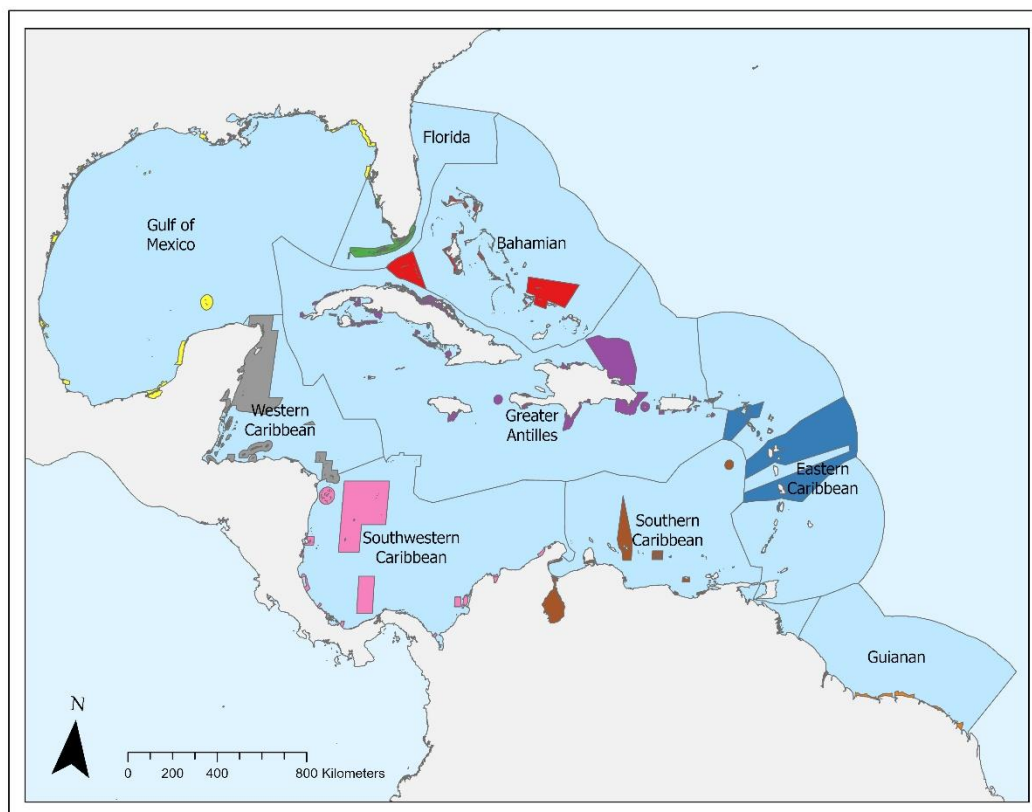 Florida
Gulf of
Mexico
Bahamian
Western
Caribbean
Greater
Antilles
Eastern
Caribbean
Southwestern
Caribbean
Southern
Caribbean
Guianan
N
0 200 400 800 Kilometers